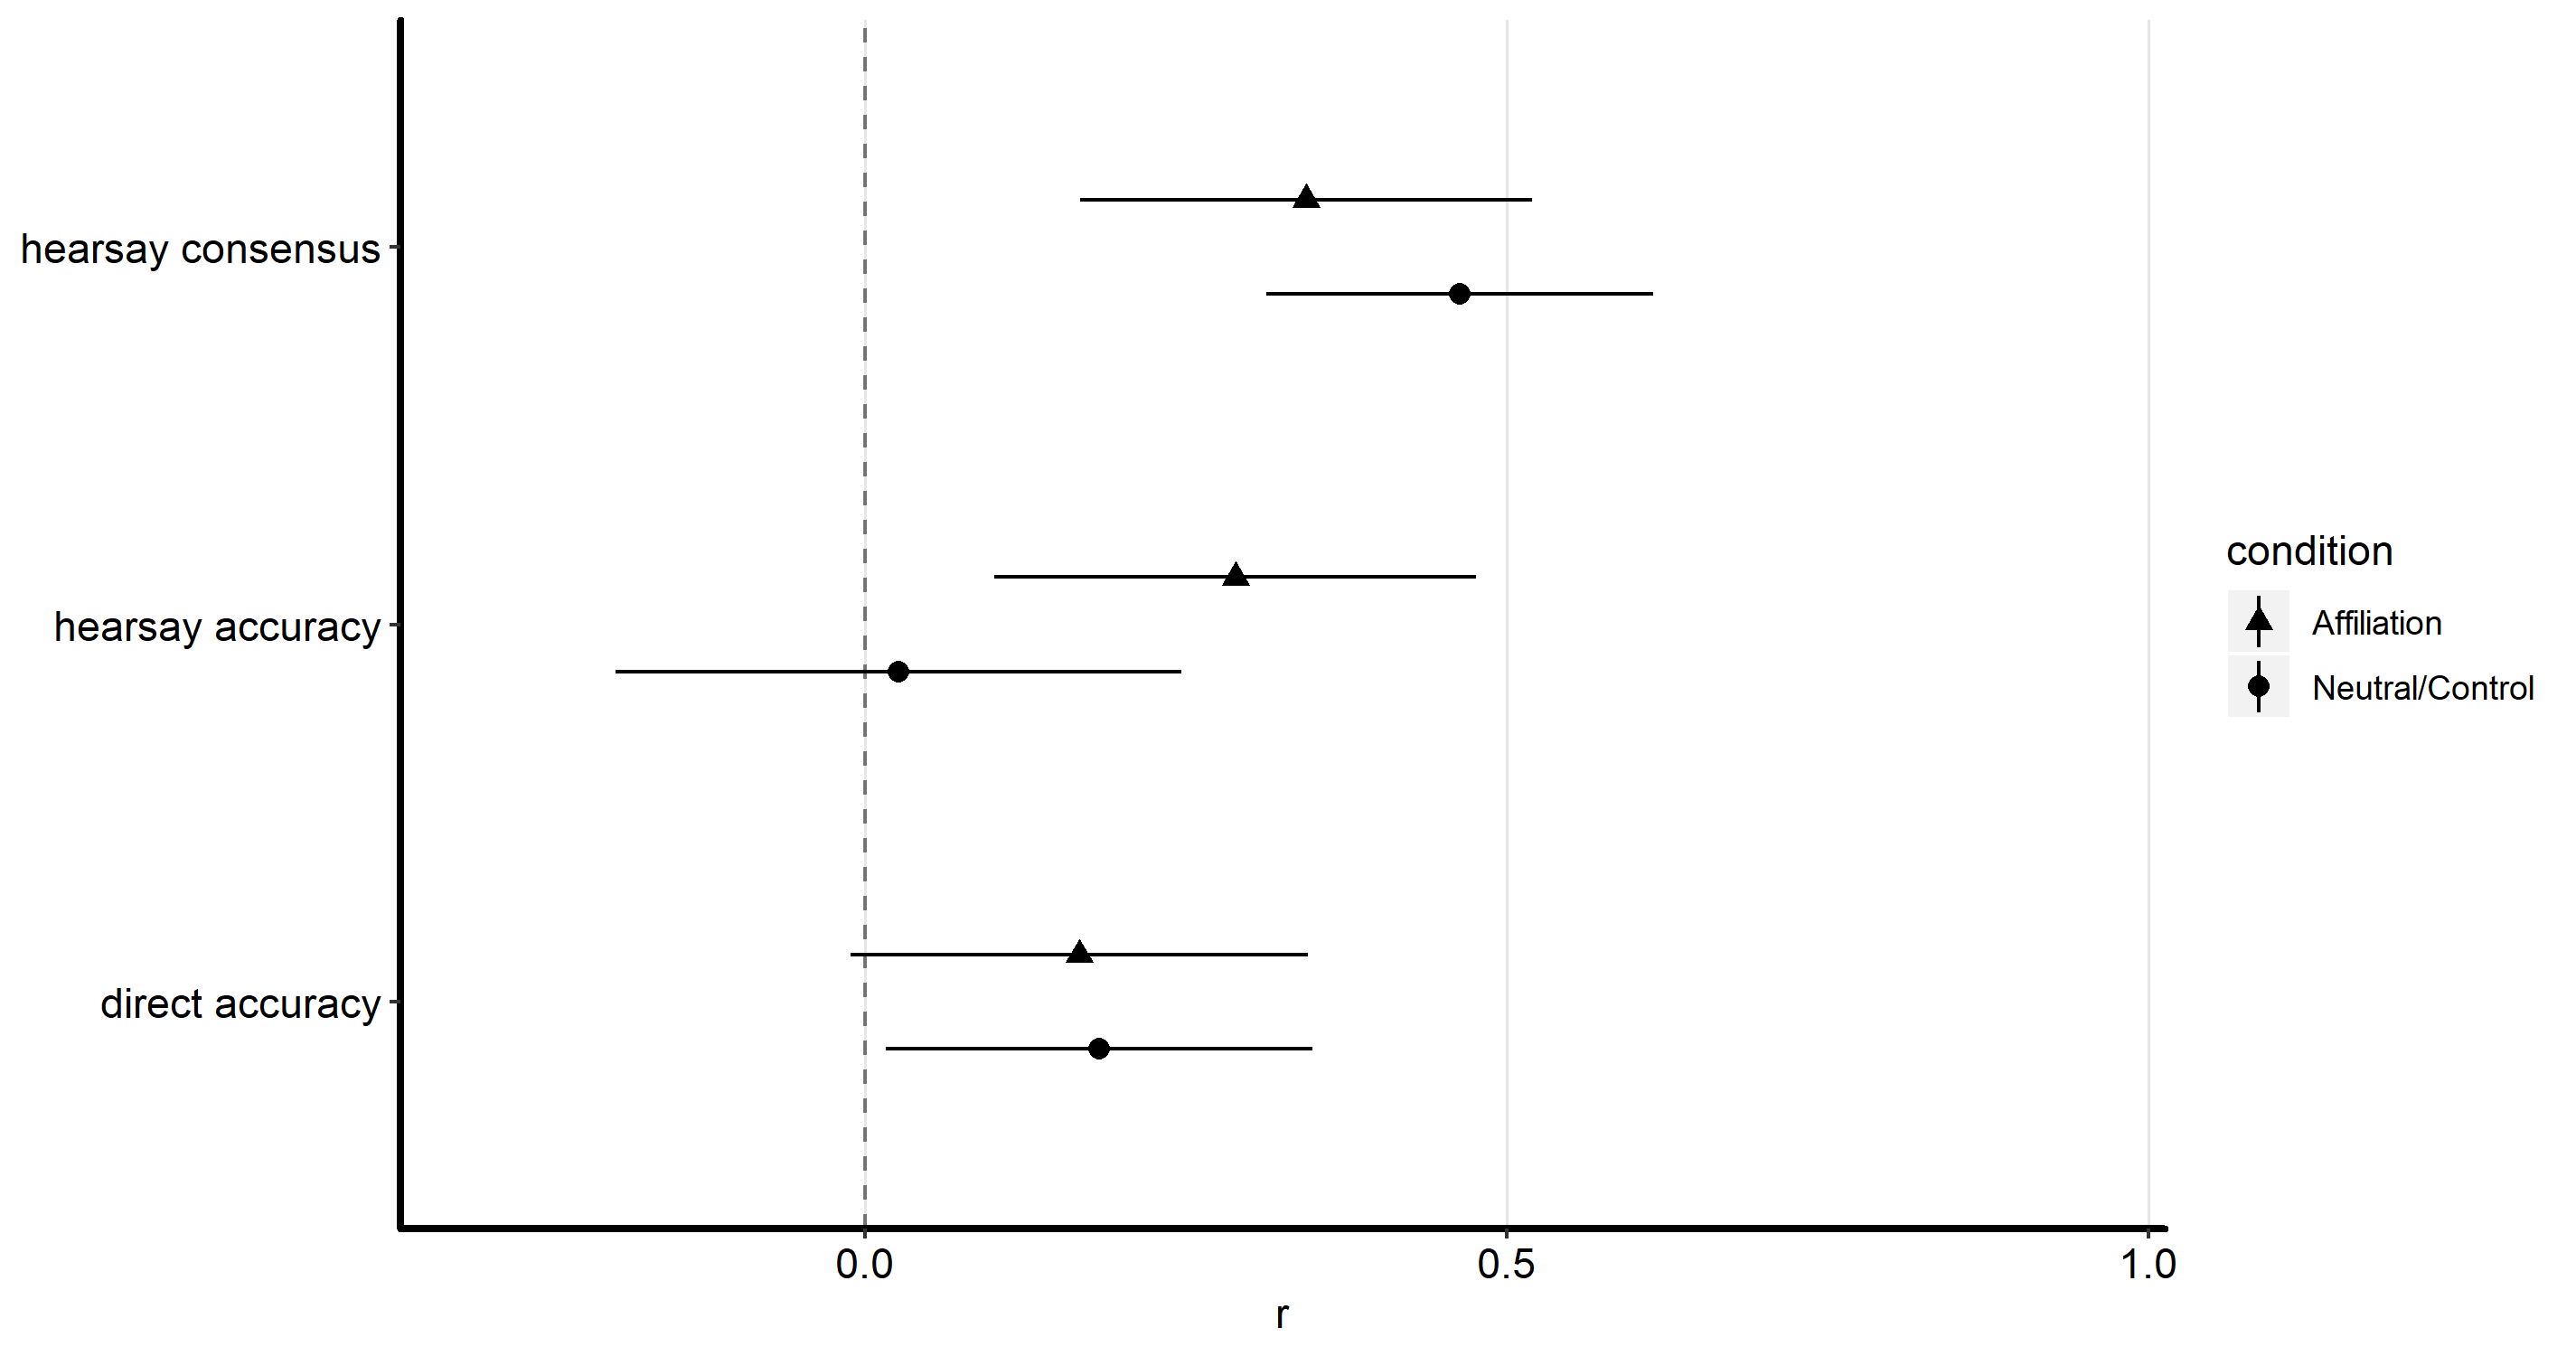 hearsay consensus
hearsay accuracy
direct accuracy
0.0 0.5 1.0
r
condition
Affiliation
Neutral/Control